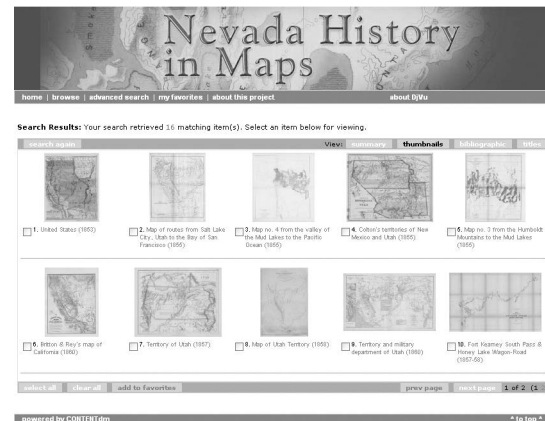 Nevada History
in Maps
home | browse | advanced search | my favorites | about this project about DjVu
Search Results: Your search retrieved 16 matching item(s). Select an item below for viewing.
search again View: summary thumbnails bibliographic titles
1. United States (1853)
2. Map of routes from Salt Lake
City, Utah to the Bay of San
Francisco (1855)
3. Map no. 4 from the valley of
the Mud Lakes to the Pacific
Ocean (1855)
4. Colton's territories of New
Mexico and Utah (1855)
5. Map no. 3 from the Humboldt
Mountains to the Mud Lakes
(1855)
6. Britton & Rey's map of
California (1860)
7. Territory of Utah (1857)
8. Map of Utah Territory (1858)
9. Territory and military
department of Utah (1860)
10. Fort Kearney South Pass &
Honey Lake Wagon-Road
(1857-58)
select all clear all add to favorites prev page next page 1 of 2 (1
powered by CONTENTdm ^ to top ^